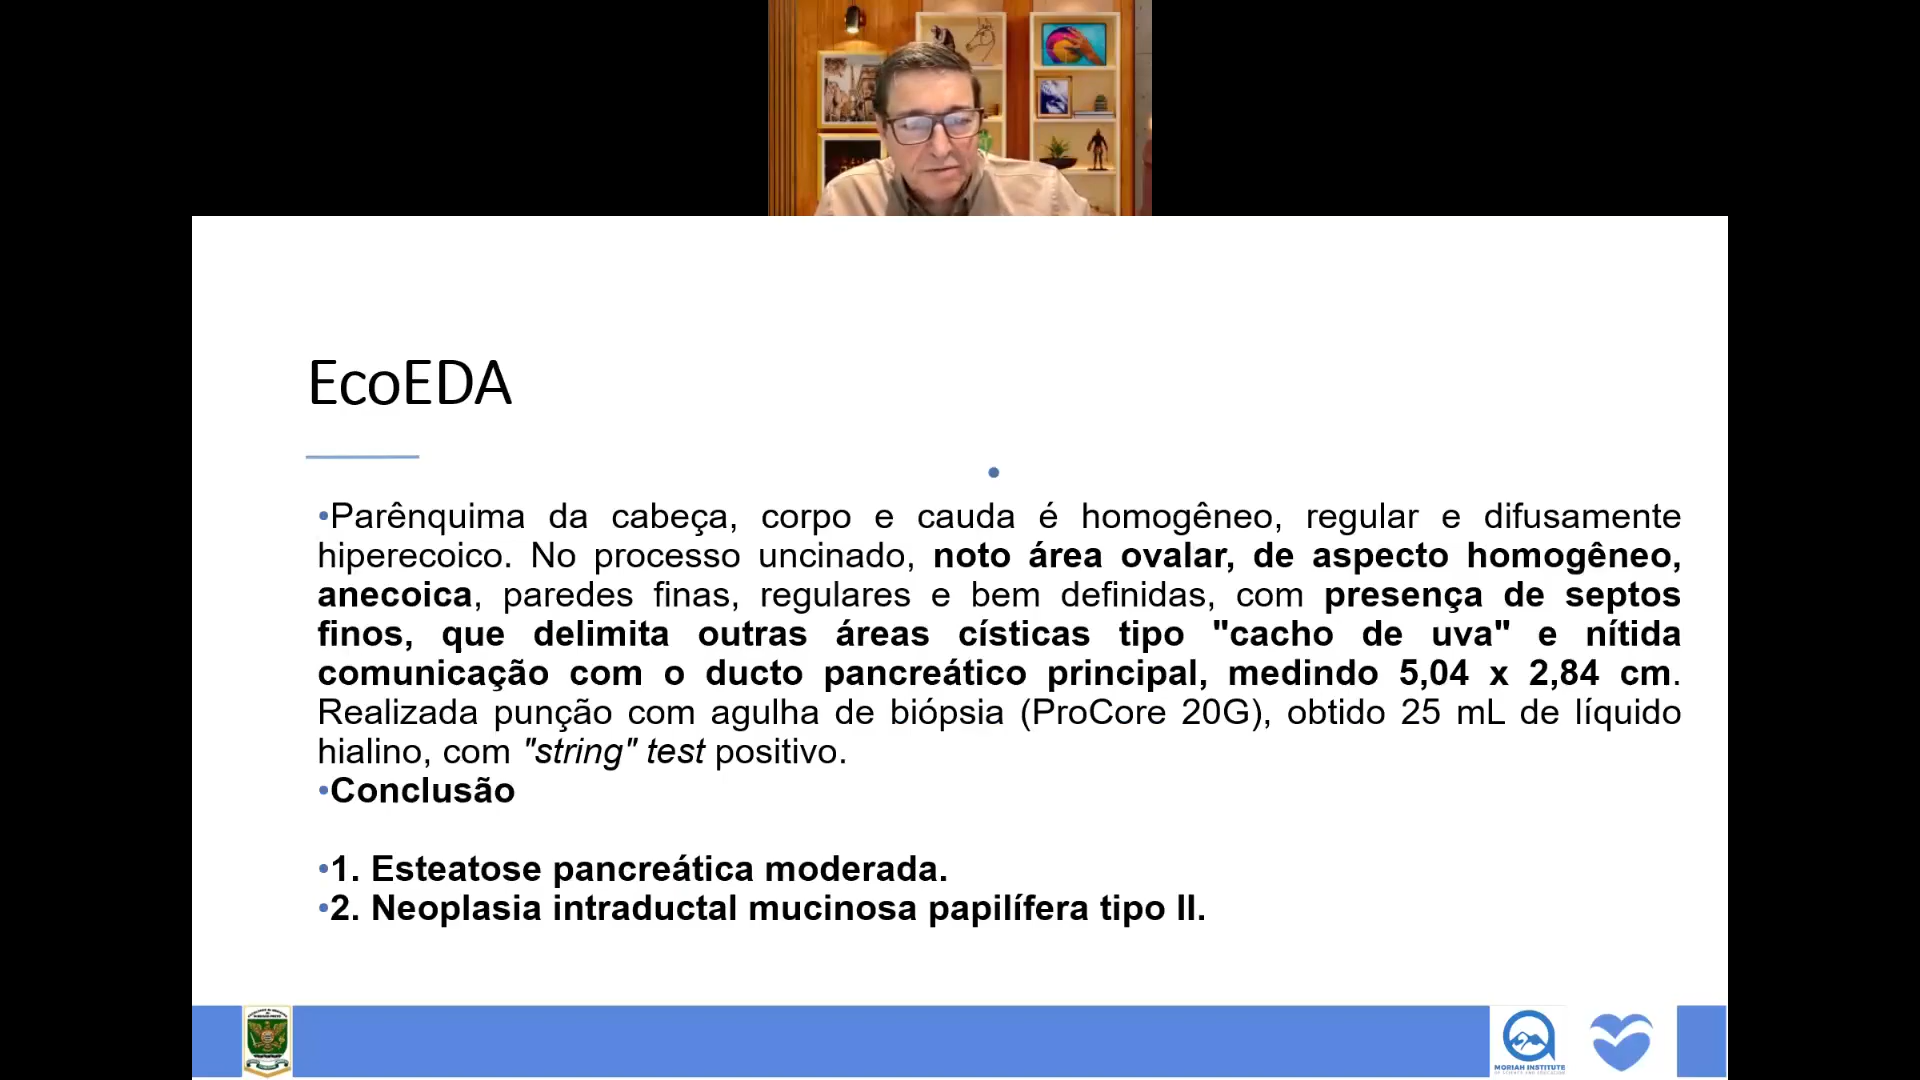 EcoEDA
•
•Parênquima da cabeça, corpo e cauda é homogêneo, regular e difusamente
hiperecoico. No processo uncinado, noto área ovalar, de aspecto homogêneo,
anecoica, paredes finas, regulares e bem definidas, com presença de septos
finos, que delimita outras áreas císticas tipo "cacho de uva" e nítida
comunicação com o ducto pancreático principal, medindo 5,04 x 2,84 cm.
Realizada punção com agulha de biópsia (ProCore 20G), obtido 25 mL de líquido
hialino, com "string" test positivo.
•Conclusão
•1. Esteatose pancreática moderada.
•2. Neoplasia intraductal mucinosa papilífera tipo II.
MORIAH INSTITUTE